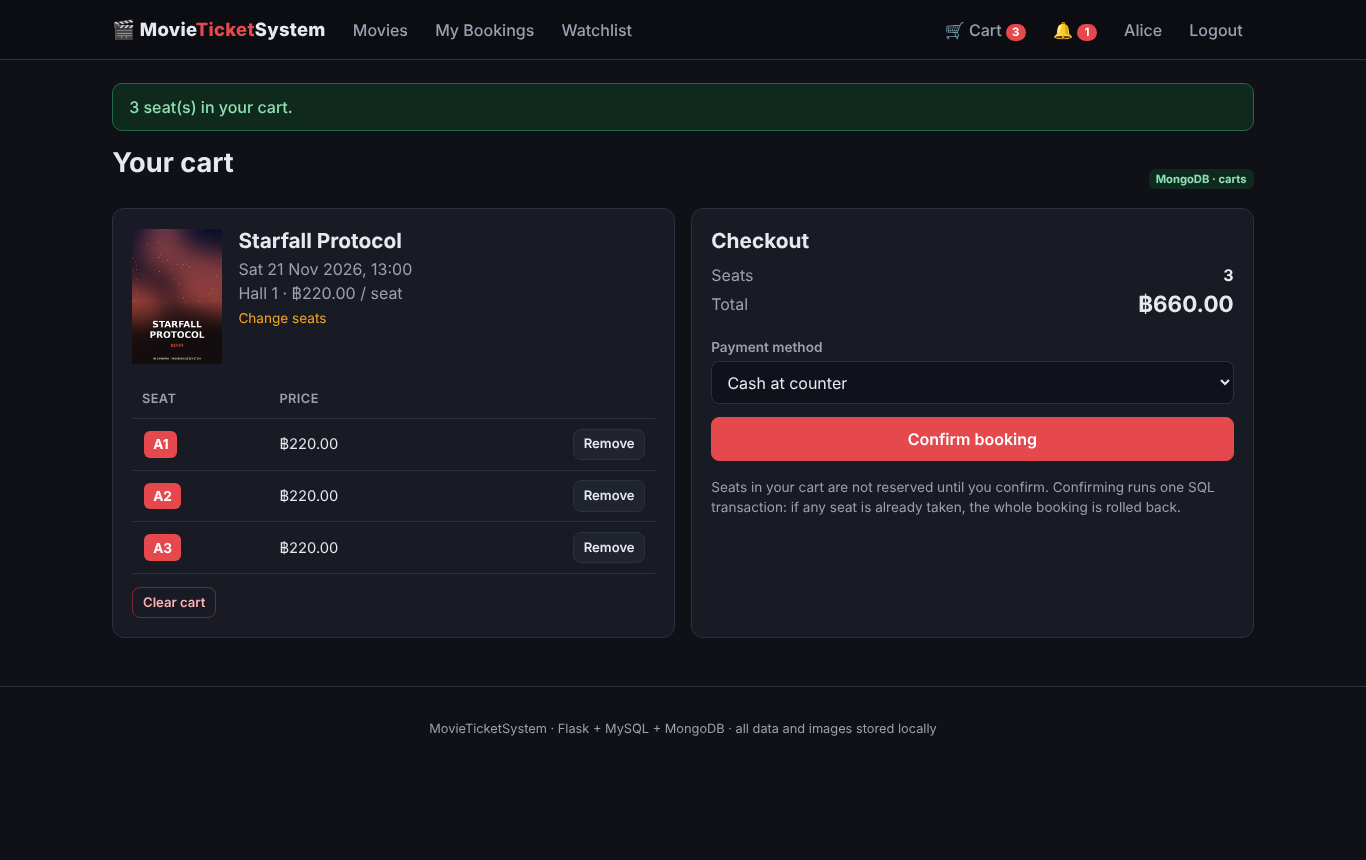 🎬 MovieTicketSystem Movies My Bookings Watchlist 🛒 Cart 3 🔔 1 Alice Logout
3 seat(s) in your cart.
Your cart
MongoDB · carts
STARFALL
PROTOCOL
SCI-FI
Starfall Protocol
Sat 21 Nov 2026, 13:00
Hall 1 · ฿220.00 / seat
Change seats
SEAT PRICE
A1 ฿220.00 Remove
A2 ฿220.00 Remove
A3 ฿220.00 Remove
Clear cart
Checkout
Seats 3
Total ฿660.00
Payment method
Cash at counter
Confirm booking
Seats in your cart are not reserved until you confirm. Confirming runs one SQL
transaction: if any seat is already taken, the whole booking is rolled back.
MovieTicketSystem · Flask + MySQL + MongoDB · all data and images stored locally